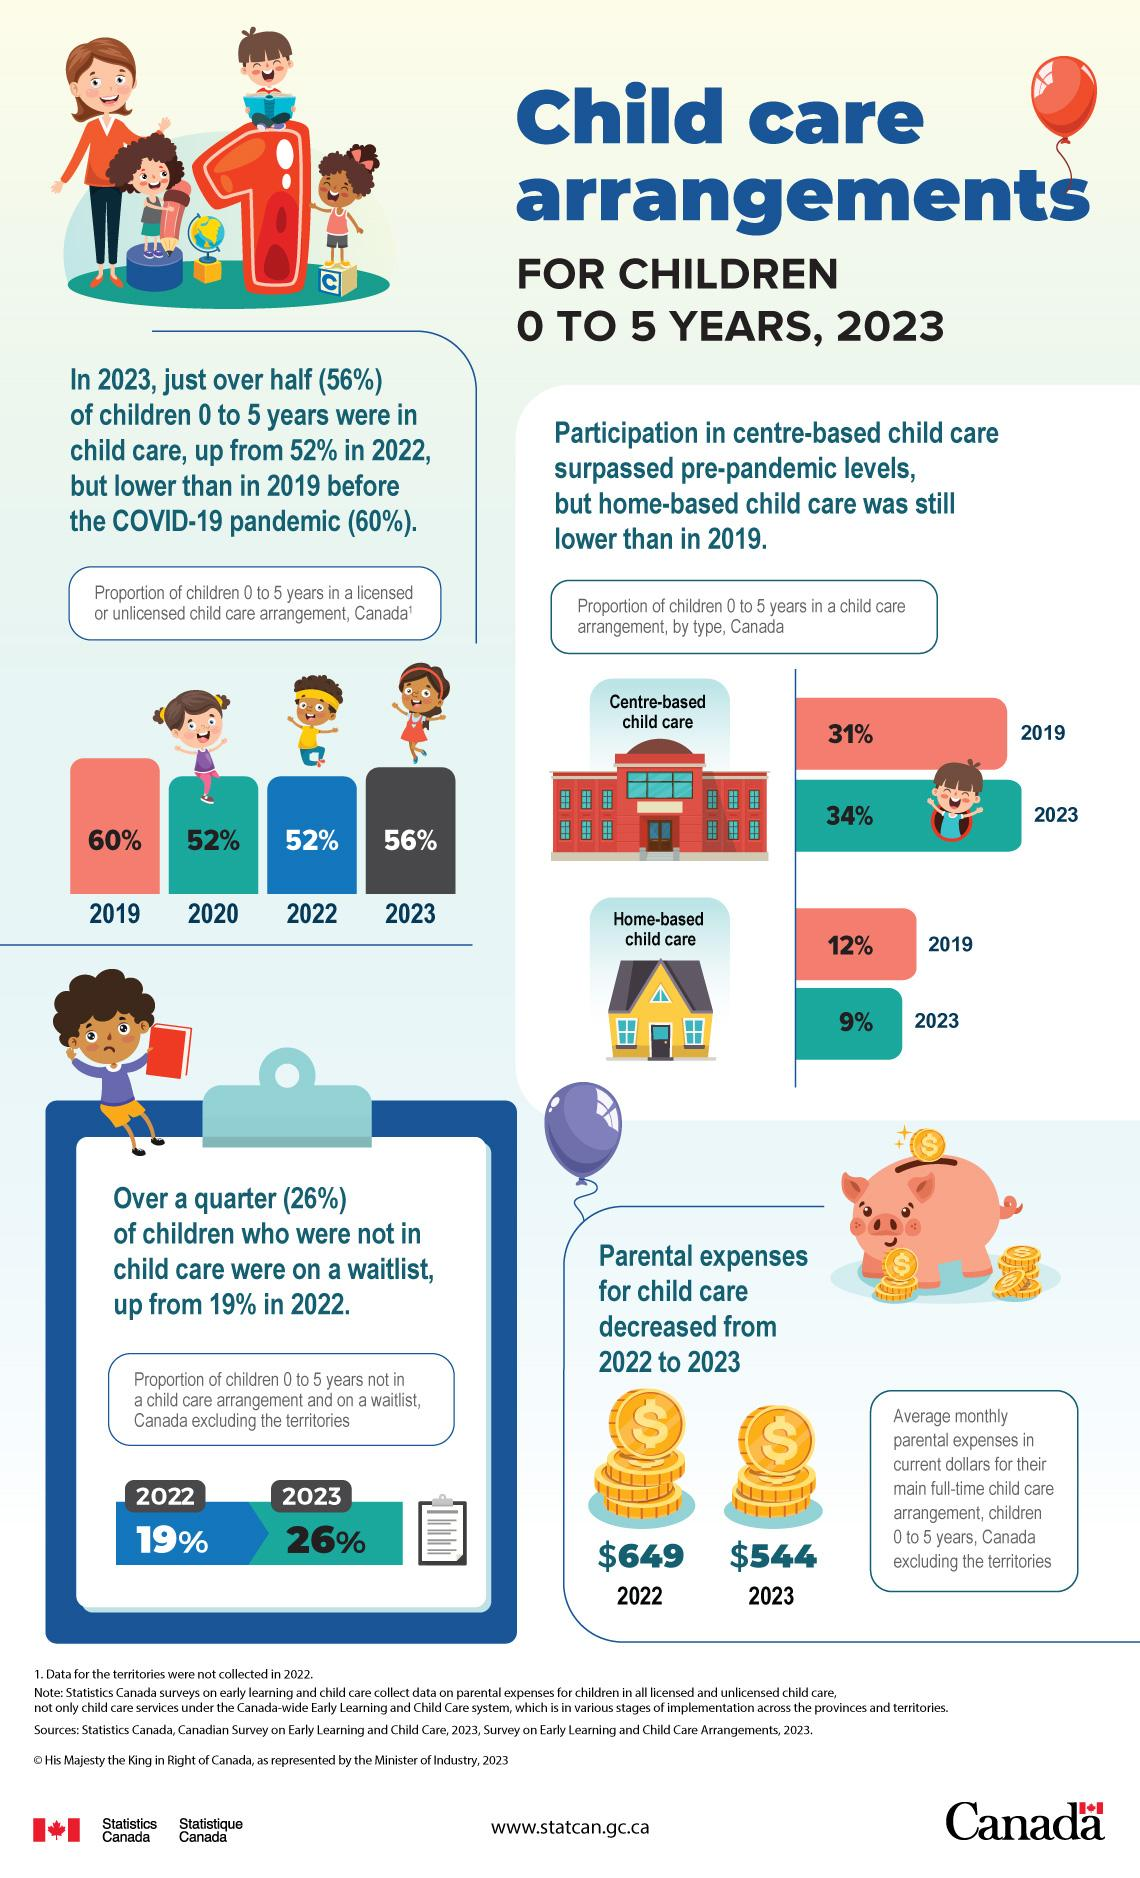 Child care
arrangements
FOR CHILDREN
0 TO 5 YEARS, 2023
C
In 2023, just over half (56%)
of children 0 to 5 years were in
child care, up from 52% in 2022,
but lower than in 2019 before
the COVID-19 pandemic (60%).
Proportion of children 0 to 5 years in a licensed
or unlicensed child care arrangement, Canada¹
60%
52%
52%
56%
2019
2020
2022
2023
Participation in centre-based child care
surpassed pre-pandemic levels,
but home-based child care was still
lower than in 2019.
Proportion of children 0 to 5 years in a child care
arrangement, by type, Canada
Centre-based
child care
31%
2019
34%
2023
Home-based
child care
12%
2019
9%
2023
Over a quarter (26%)
of children who were not in
child care were on a waitlist,
up from 19% in 2022.
Proportion of children 0 to 5 years not in
a child care arrangement and on a waitlist,
Canada excluding the territories
2022
2023
19%
26%
Parental expenses
for child care
decreased from
2022 to 2023
$649
$544
2022
2023
Average monthly
parental expenses in
current dollars for their
main full-time child care
arrangement, children
0 to 5 years, Canada
excluding the territories
1. Data for the territories were not collected in 2022.
Note: Statistics Canada surveys on early learning and child care collect data on parental expenses for children in all licensed and unlicensed child care,
not only child care services under the Canada-wide Early Learning and Child Care system, which is in various stages of implementation across the provinces and territories.
Sources: Statistics Canada, Canadian Survey on Early Learning and Child Care, 2023, Survey on Early Learning and Child Care Arrangements, 2023.
© His Majesty the King in Right of Canada, as represented by the Minister of Industry, 2023
Statistics
Canada
Statistique
Canada
www.statcan.gc.ca
Canada